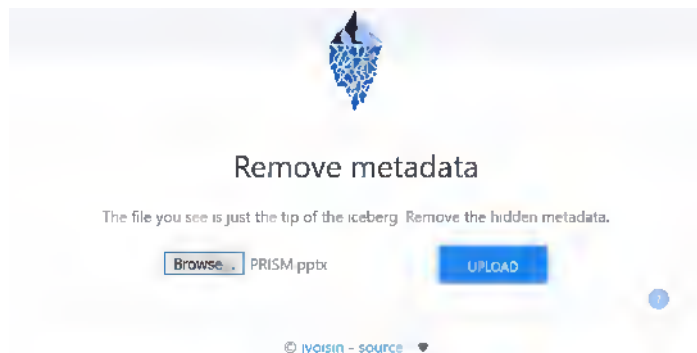 Remove metadata
The file you see is just the tip of the iceberg. Remove the hidden metadata.
Browse... PRISM.pptx UPLOAD
?
© jvoisin - source